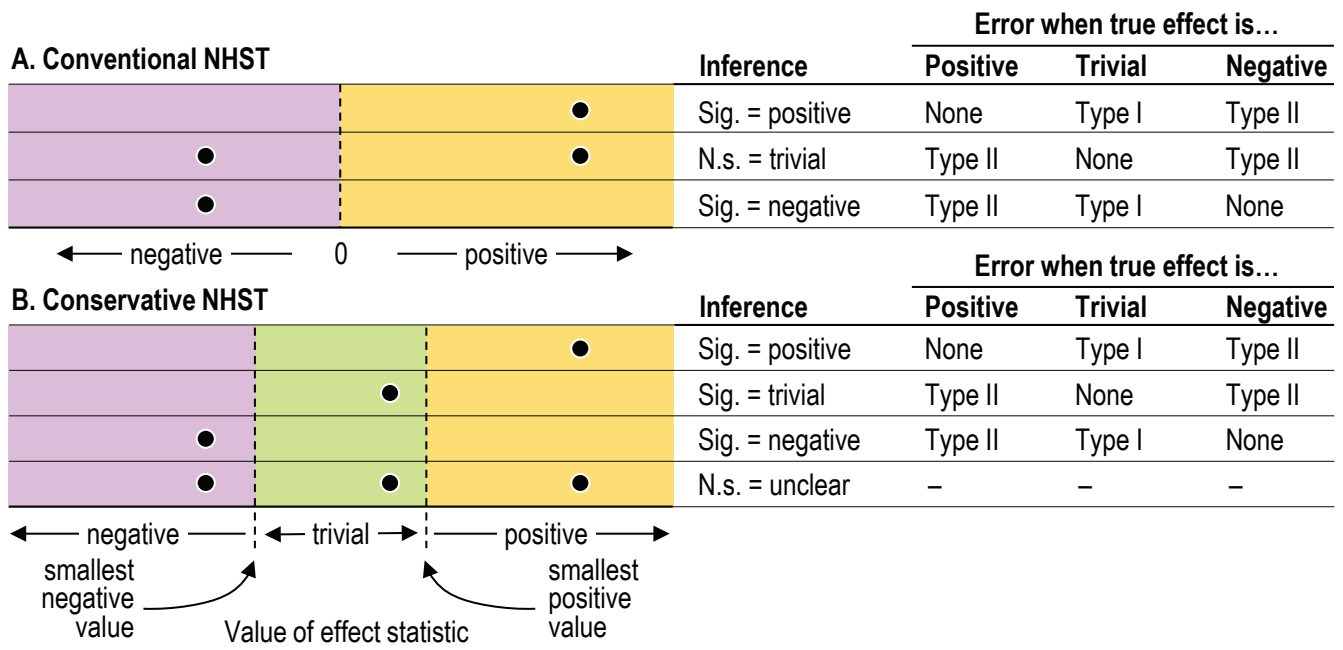 Error when true effect is…
A. Conventional NHST
Inference Positive Trivial Negative
Sig. = positive None Type I Type II
N.s. = trivial Type II None Type II
Sig. = negative Type II Type I None
negative 0 positive
Error when true effect is…
B. Conservative NHST
Inference Positive Trivial Negative
Sig. = positive None Type I Type II
Sig. = trivial Type II None Type II
Sig. = negative Type II Type I None
N.s. = unclear – – –
negative trivial positive
smallest
negative
value
smallest
positive
value
Value of effect statistic